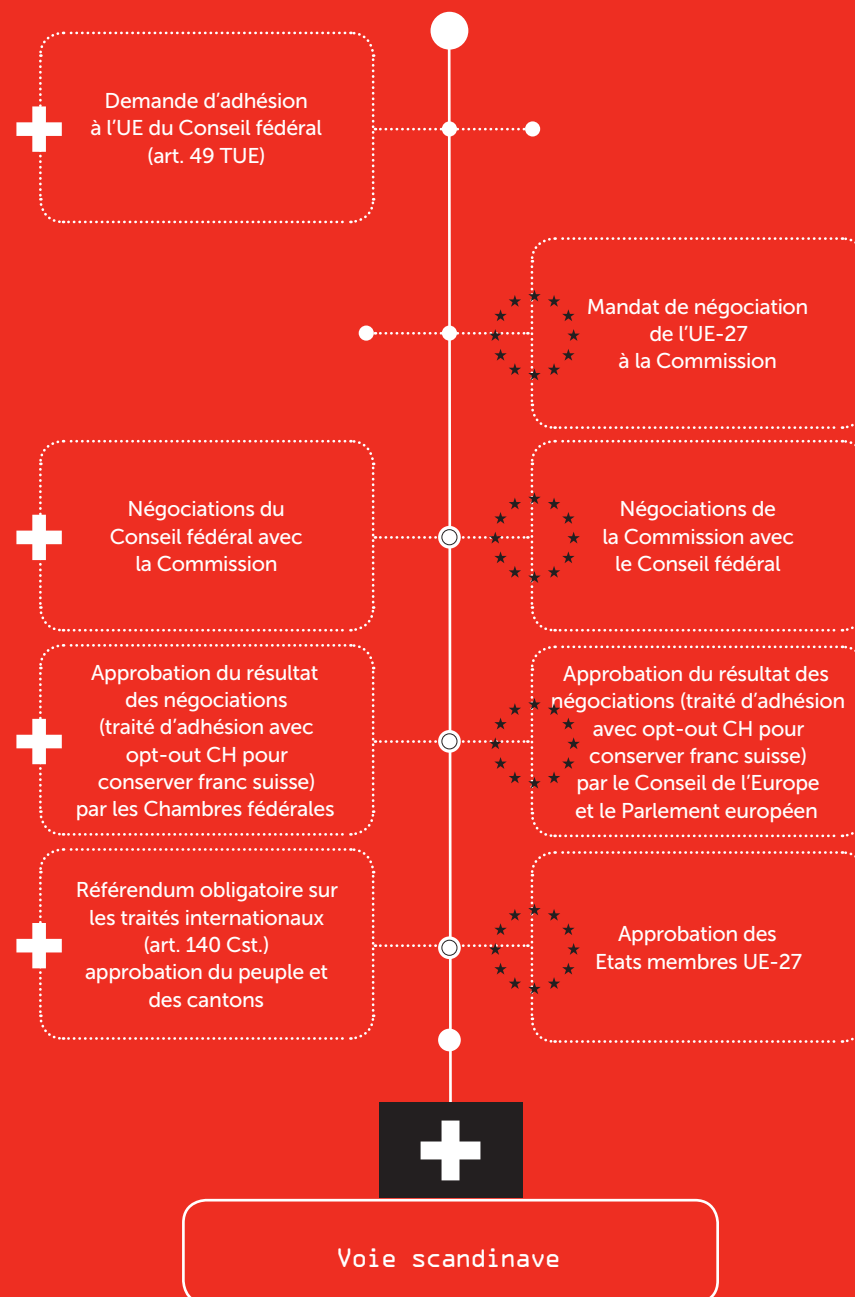 Demande d'adhésion
à l'UE du Conseil fédéral
(art. 49 TUE)
Mandat de négociation
de l'UE-27
à la Commission
Négociations du
Conseil fédéral avec
la Commission
Négociations de
la Commission avec
le Conseil fédéral
Approbation du résultat
des négociations
(traité d'adhésion avec
opt-out CH pour
conserver franc suisse)
par les Chambres fédérales
Approbation du résultat des
négociations (traité d'adhésion
avec opt-out CH pour
conserver franc suisse)
par le Conseil de l'Europe
et le Parlement européen
Référendum obligatoire sur
les traités internationaux
(art. 140 Cst.)
approbation du peuple et
des cantons
Approbation des
Etats membres UE-27
Voie scandinave